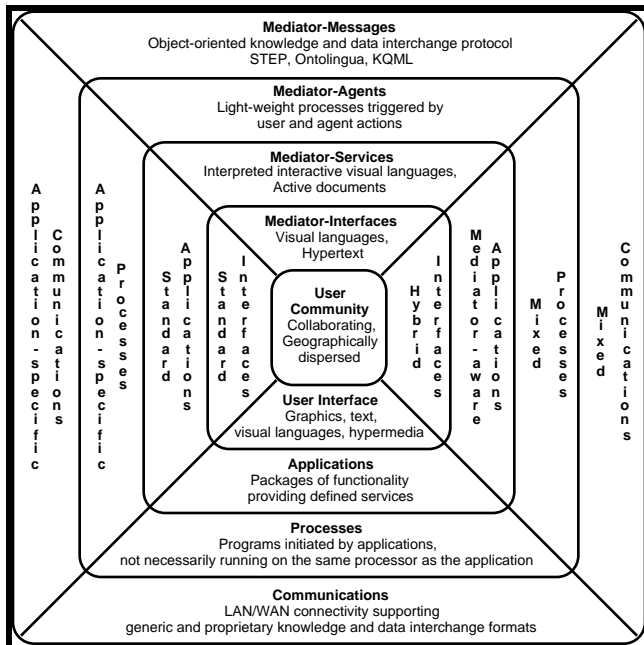 Mediator-Messages
Object-oriented knowledge and data interchange protocol
STEP, Ontolingua, KQML
Mediator-Agents
Light-weight processes triggered by
user and agent actions
Mediator-Services
Interpreted interactive visual languages,
Active documents
Mediator-Interfaces
Visual languages,
Hypertext
Application-specific
Communications
Application-specific
Processes
Standard
Applications
Standard
Interfaces
User
Community
Collaborating,
Geographically
dispersed
Hybrid
Interfaces
Mediator-aware
Applications
Mixed
Processes
Mixed
Communications
User Interface
Graphics, text,
visual languages, hypermedia
Applications
Packages of functionality
providing defined services
Processes
Programs initiated by applications,
not necessarily running on the same processor as the application
Communications
LAN/WAN connectivity supporting
generic and proprietary knowledge and data interchange formats